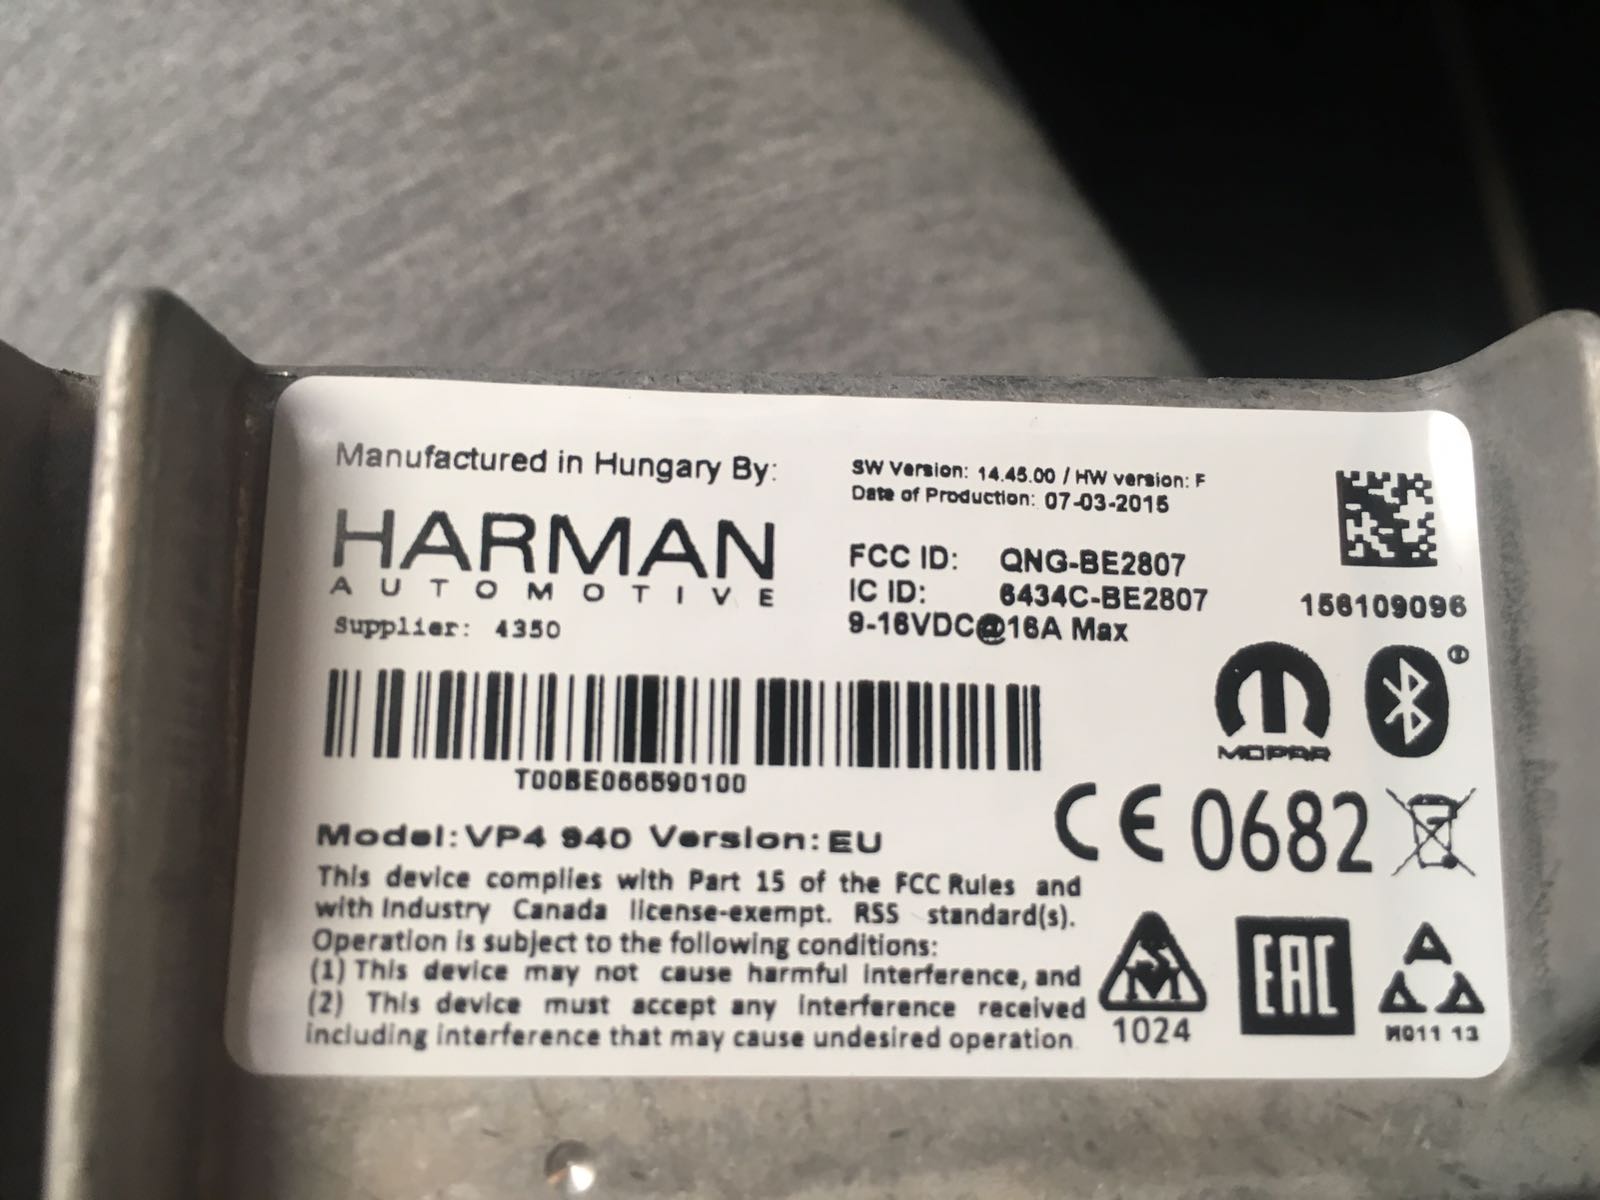 Manufactured in Hungary By:
HARMAN
AUTOMOTIVE
Supplier: 4350
SW Version: 14.45.00 / HW version: F
Date of Production: 07-03-2015
FCC ID: QNG-BE2807
IC ID: 6434C-BE2807
9-16VDC@16A Max
156109096
MOPAR
T00BE066590100
Model: VP4 940 Version: EU
CE 0682
This device complies with Part 15 of the FCC Rules and
with Industry Canada license-exempt. RSS standard(s).
Operation is subject to the following conditions:
(1) This device may not cause harmful interference, and
(2) This device must accept any interference received
including interference that may cause undesired operation
1024
EAC
И011 13